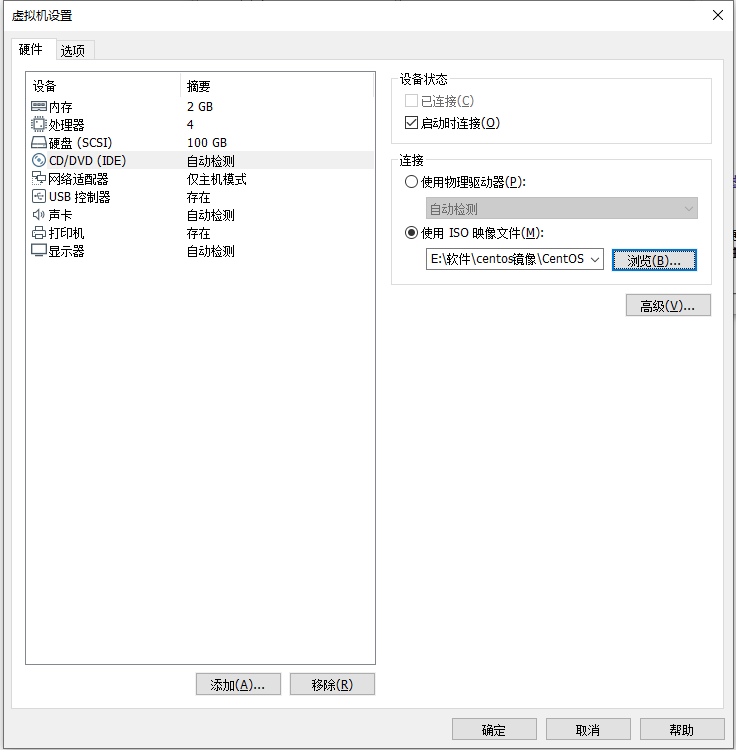 虚拟机设置
硬件 选项
设备 摘要
内存 2 GB
处理器 4
硬盘 (SCSI) 100 GB
CD/DVD (IDE) 自动检测
网络适配器 仅主机模式
USB 控制器 存在
声卡 自动检测
打印机 存在
显示器 自动检测
添加(A)... 移除(R)
设备状态
已连接(C)
启动时连接(O)
连接
使用物理驱动器(P):
自动检测
使用 ISO 映像文件(M):
E:\软件\centos镜像\CentOS 浏览(B)...
高级(V)...
确定 取消 帮助